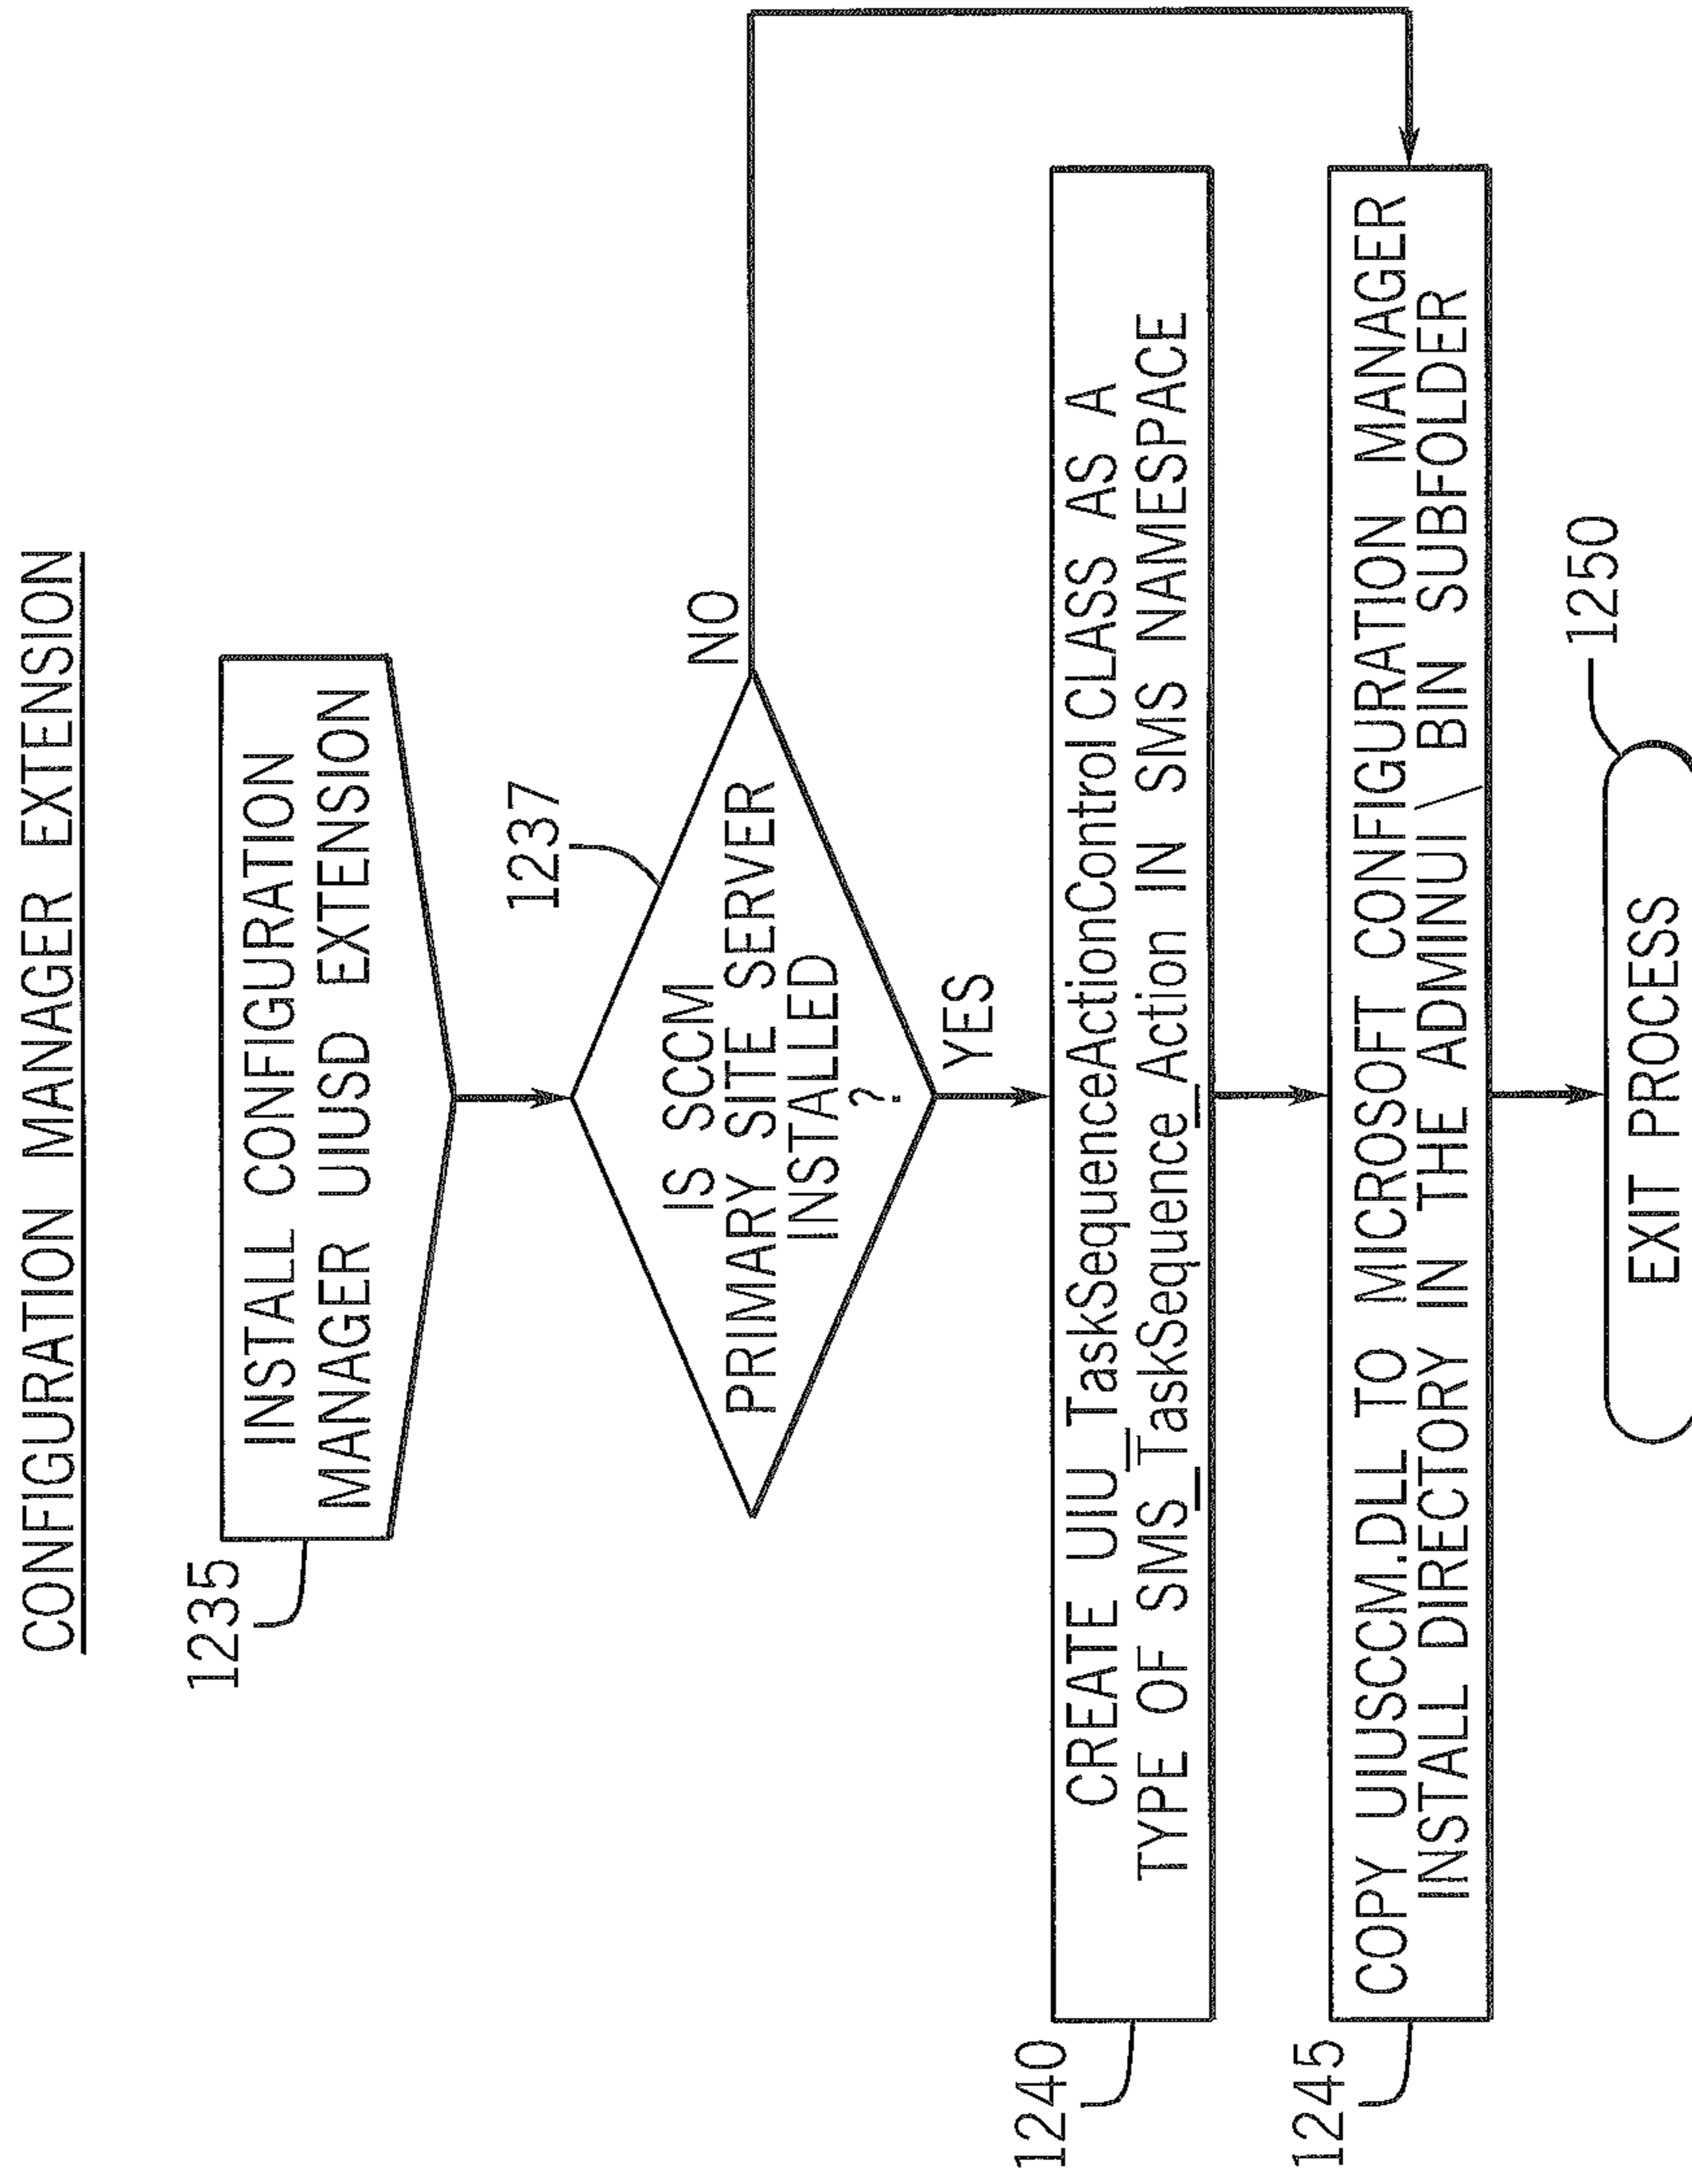 CONFIGURATION MANAGER EXTENSION
1235
INSTALL CONFIGURATION
MANAGER UIUSD EXTENSION
1237
IS SCCM
PRIMARY SITE SERVER
INSTALLED
?
NO
YES
1240
CREATE UIU_TaskSequenceActionControl CLASS AS A
TYPE OF SMS_TaskSequence_Action IN SMS NAMESPACE
1245
COPY UIUSCCM.DLL TO MICROSOFT CONFIGURATION MANAGER
INSTALL DIRECTORY IN THE ADMINUI \ BIN SUBFOLDER
1250
EXIT PROCESS